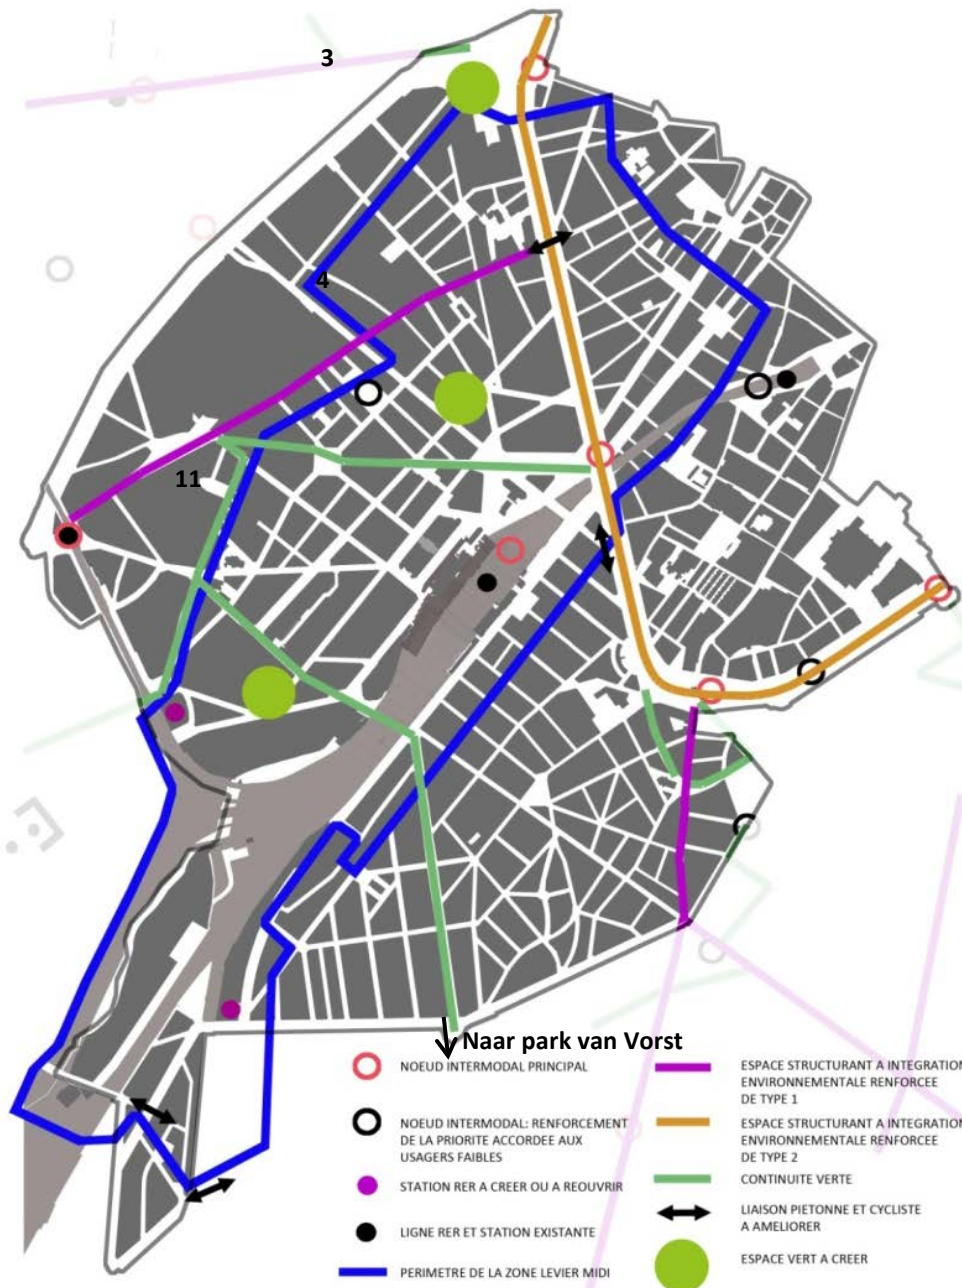 3
4
11
Naar park van Vorst
NOEUD INTERMODAL PRINCIPAL
NOEUD INTERMODAL: RENFORCEMENT
DE LA PRIORITE ACCORDEE AUX
USAGERS FAIBLES
STATION RER A CREER OU A REOUVRIR
LIGNE RER ET STATION EXISTANTE
PERIMETRE DE LA ZONE LEVIER MIDI
ESPACE STRUCTURANT A INTEGRATION
ENVIRONNEMENTALE RENFORCEE
DE TYPE 1
ESPACE STRUCTURANT A INTEGRATION
ENVIRONNEMENTALE RENFORCEE
DE TYPE 2
CONTINUITE VERTE
LIAISON PIETONNE ET CYCLISTE
A AMELIORER
ESPACE VERT A CREER